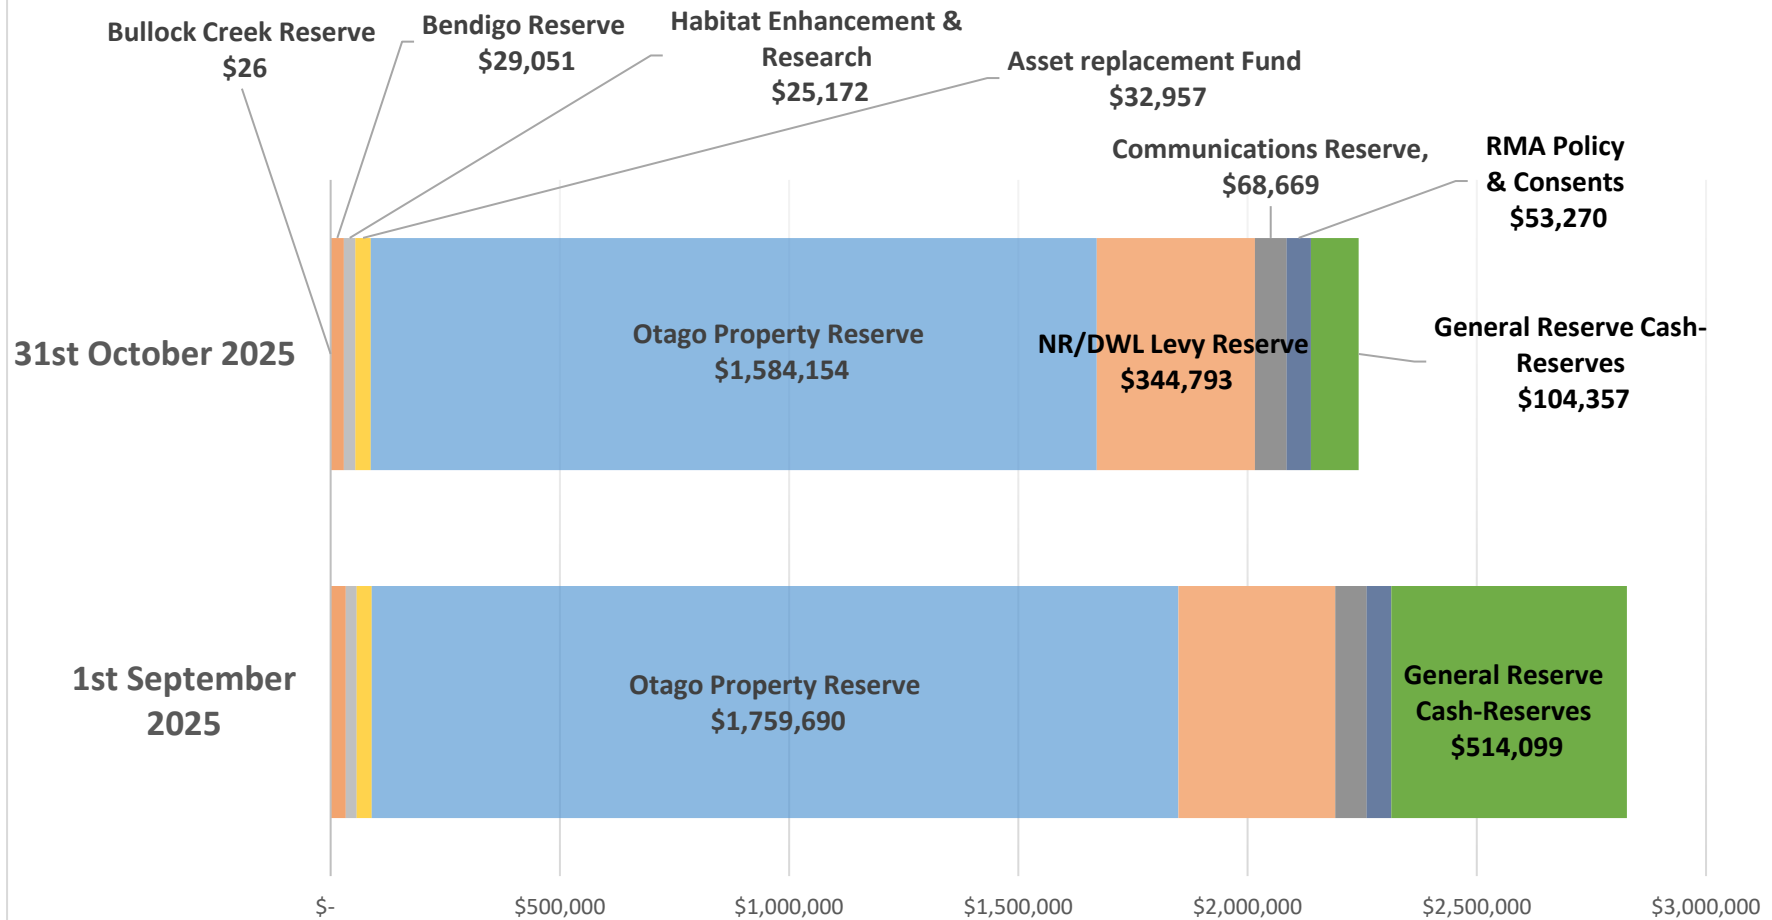 Bullock Creek Reserve
$26
Bendigo Reserve
$29,051
Habitat Enhancement &
Research
$25,172
Asset replacement Fund
$32,957
Communications Reserve,
$68,669
RMA Policy
& Consents
$53,270
31st October 2025
Otago Property Reserve
$1,584,154
NR/DWL Levy Reserve
$344,793
General Reserve Cash-
Reserves
$104,357
1st September
2025
Otago Property Reserve
$1,759,690
General Reserve
Cash-Reserves
$514,099
$-
$500,000
$1,000,000
$1,500,000
$2,000,000
$2,500,000
$3,000,000